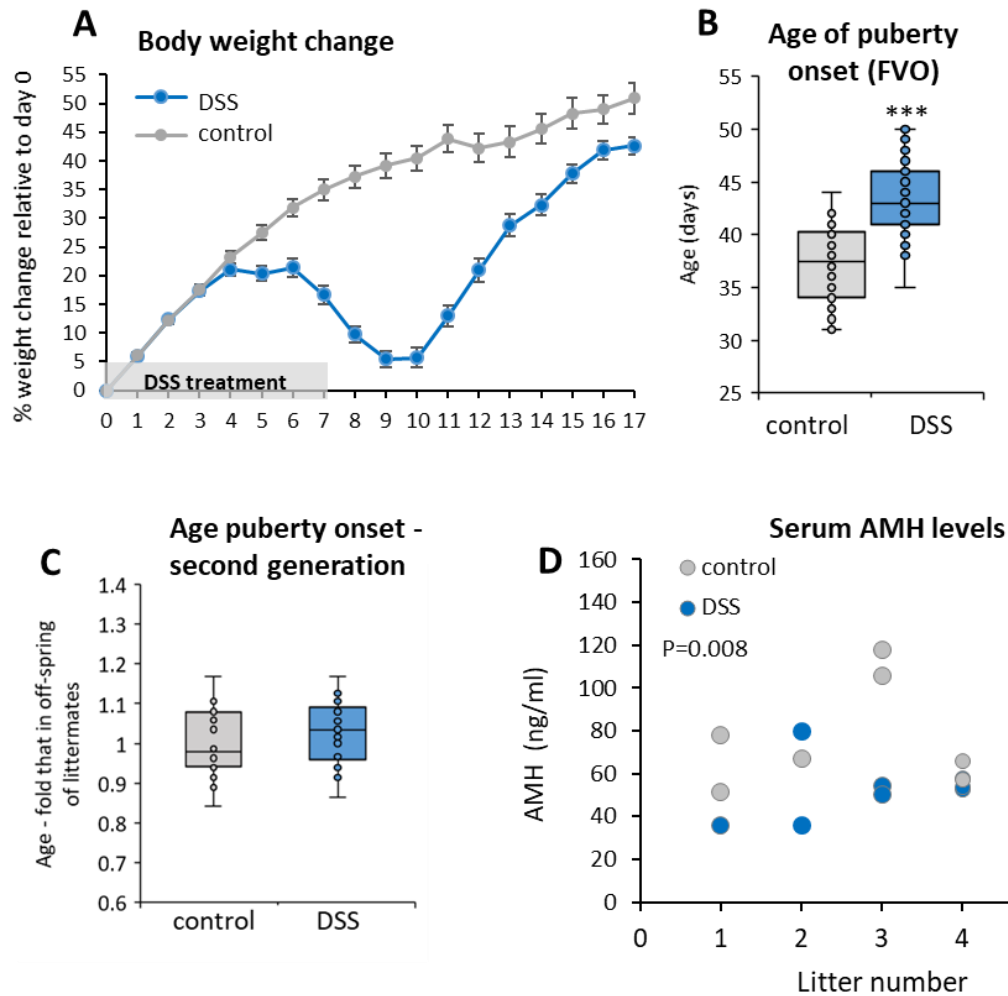 A
Body weight change
% weight change relative to day 0
55
50
45
40
35
30
25
20
15
10
5
0
DSS
control
DSS treatment
0 1 2 3 4 5 6 7 8 9 10 11 12 13 14 15 16 17
B
Age of puberty
onset (FVO)
Age (days)
55
50
45
40
35
30
25
***
control DSS
C
Age puberty onset -
second generation
Age - fold that in off-spring
of littermates
1.4
1.3
1.2
1.1
1
0.9
0.8
0.7
0.6
control DSS
D
Serum AMH levels
AMH (ng/ml)
160
140
120
100
80
60
40
20
0
control
DSS
P=0.008
0 1 2 3 4
Litter number